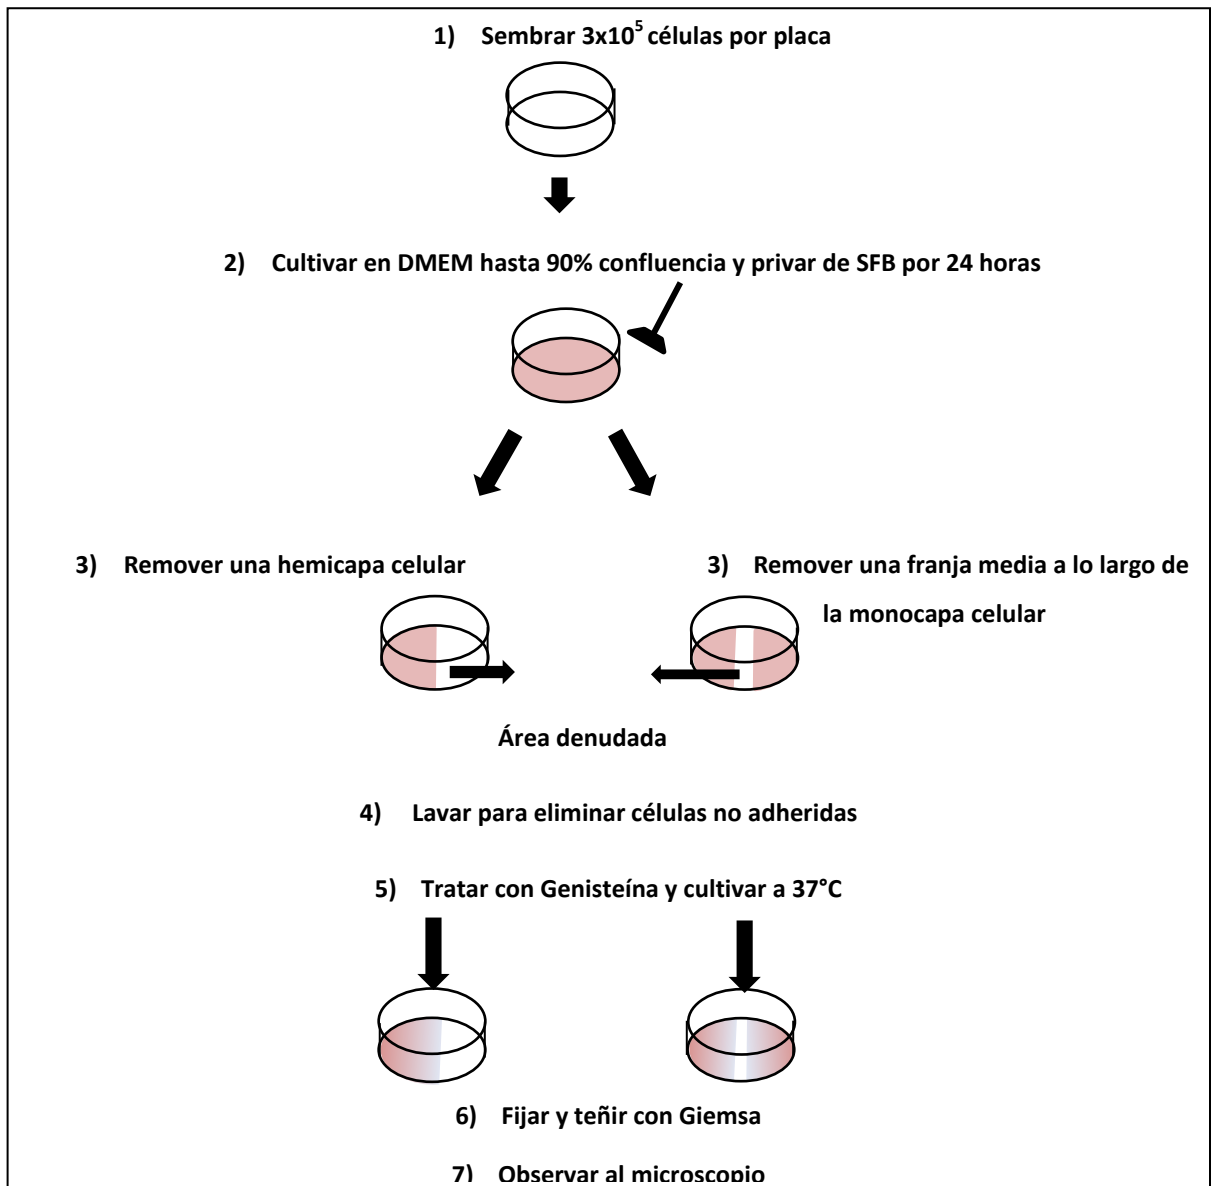 1) Sembrar 3x10⁵ células por placa
2) Cultivar en DMEM hasta 90% confluencia y privar de SFB por 24 horas
3) Remover una hemicapa celular
3) Remover una franja media a lo largo de
la monocapa celular
Área denudada
4) Lavar para eliminar células no adheridas
5) Tratar con Genisteína y cultivar a 37°C
6) Fijar y teñir con Giemsa
7) Observar al microscopio